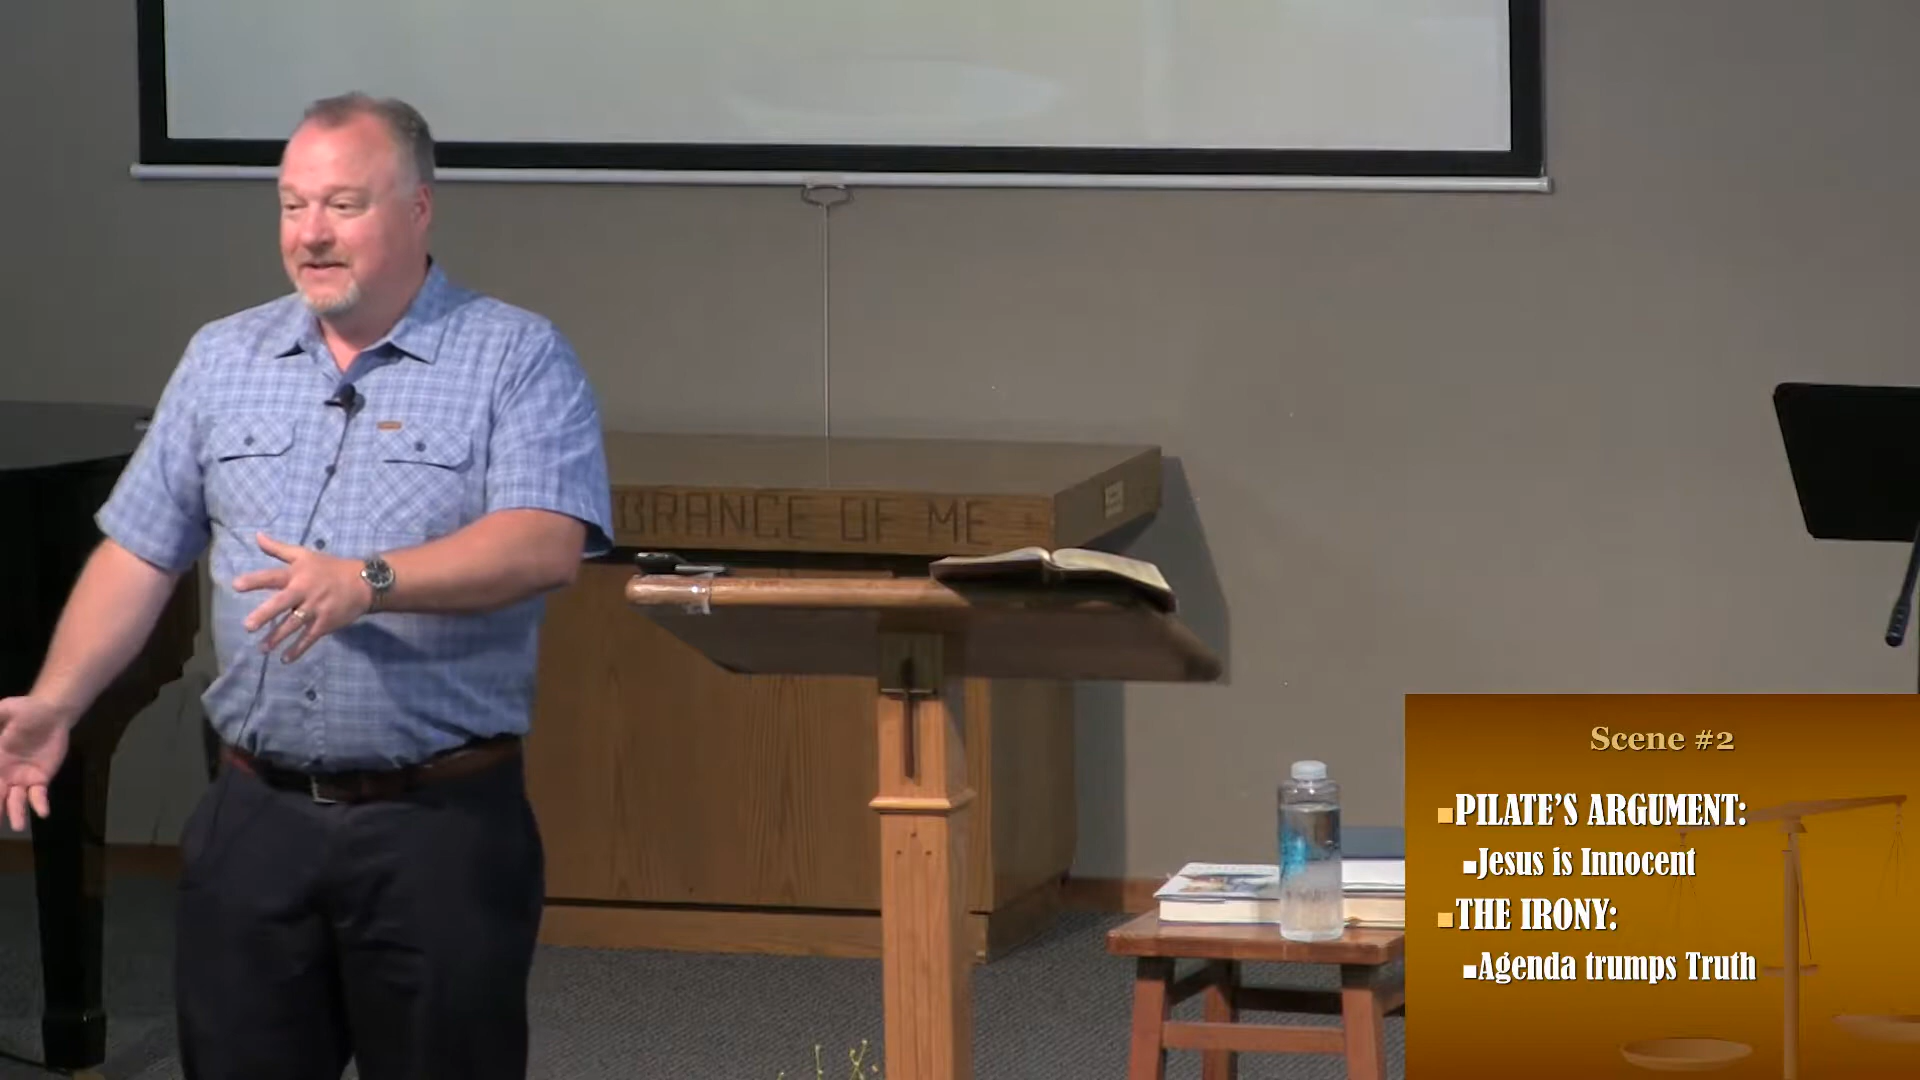 BRANCE OF ME
Scene #2
PILATE'S ARGUMENT:
Jesus is Innocent
THE IRONY:
Agenda trumps Truth